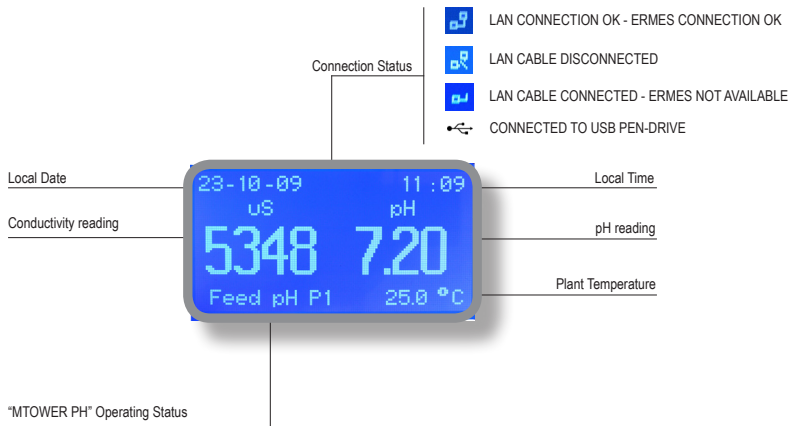 LAN CONNECTION OK - ERMES CONNECTION OK
Connection Status
LAN CABLE DISCONNECTED
LAN CABLE CONNECTED - ERMES NOT AVAILABLE
CONNECTED TO USB PEN-DRIVE
Local Date
Local Time
23-10-09 11:09
uS pH
Conductivity reading
pH reading
5348 7.20
Plant Temperature
Feed pH P1 25.0 °C
“MTOWER PH” Operating Status